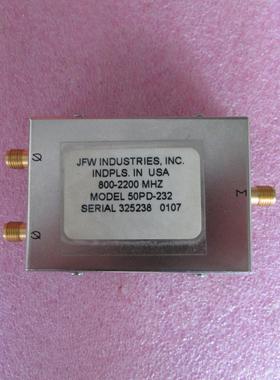 JFW INDUSTRIES, INC.
INDPLS. IN USA
800-2200 MHZ
MODEL 50PD-232
SERIAL 325238 0107
Ø
Ø
Σ